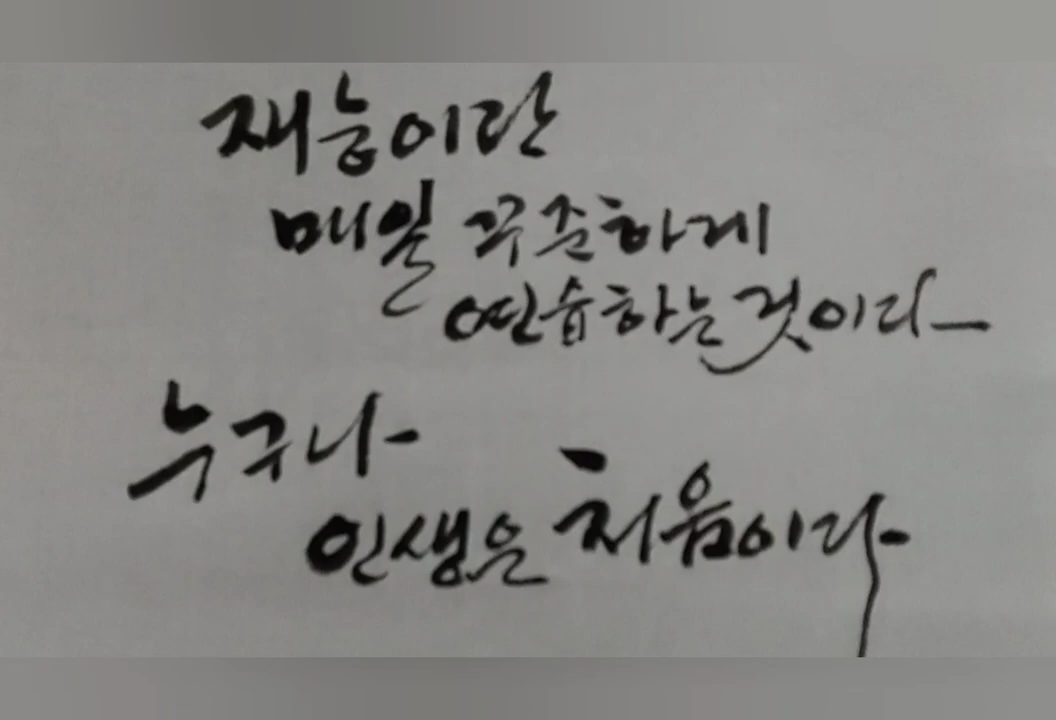 재능이란
매일 꾸준하게
연습하는것이다
누구나
인생은 처음이다